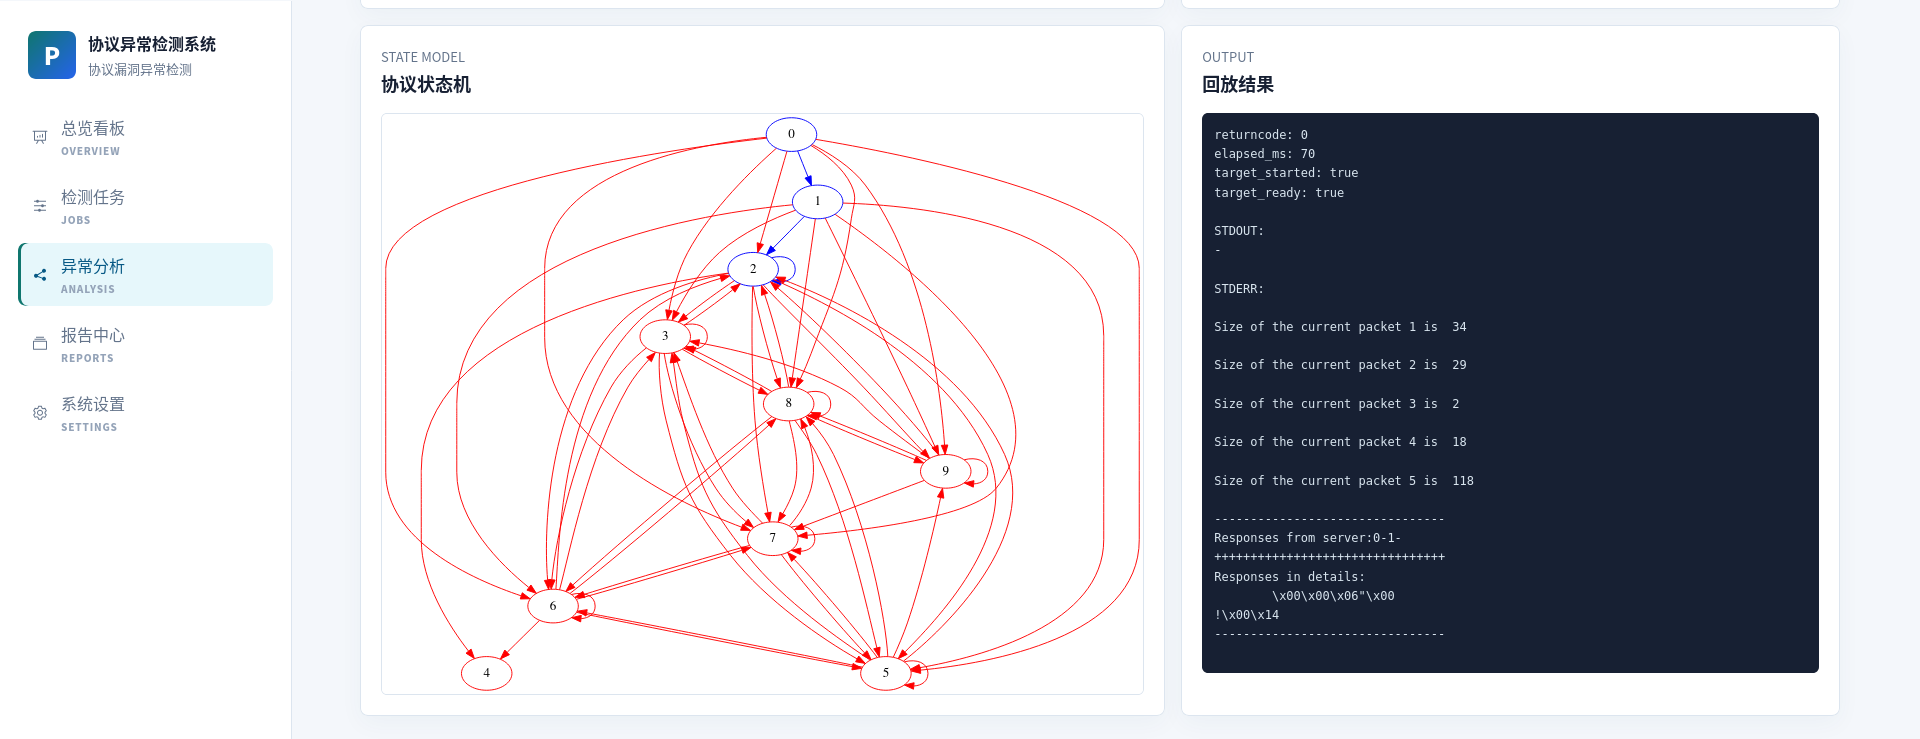 P
协议异常检测系统
协议漏洞异常检测
总览看板
OVERVIEW
检测任务
JOBS
异常分析
ANALYSIS
报告中心
REPORTS
系统设置
SETTINGS
STATE MODEL
协议状态机
0
1
2
3
8
9
7
6
4
5
OUTPUT
回放结果
returncode: 0
elapsed_ms: 70
target_started: true
target_ready: true
STDOUT:
-
STDERR:
Size of the current packet 1 is  34
Size of the current packet 2 is  29
Size of the current packet 3 is  2
Size of the current packet 4 is  18
Size of the current packet 5 is  118
--------------------------------
Responses from server:0-1-
++++++++++++++++++++++++++++++++
Responses in details:
        \x00\x00\x06"\x00
!\x00\x14
--------------------------------